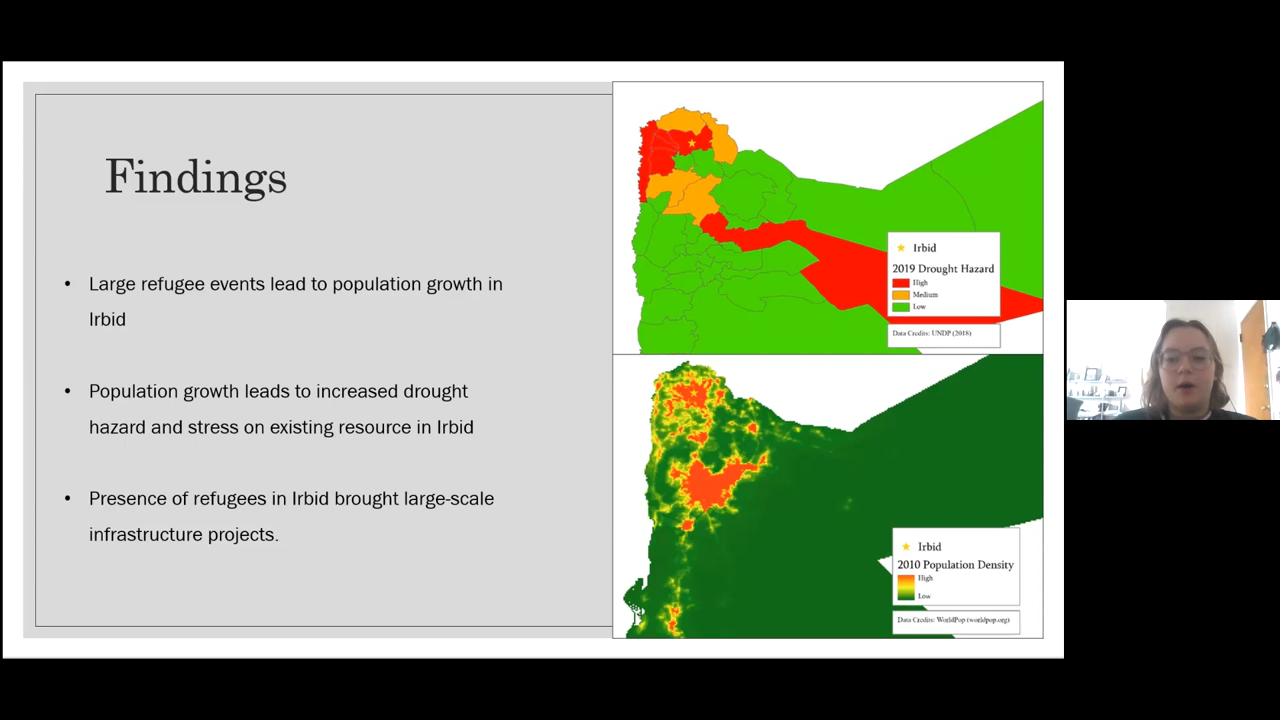 Findings
• Large refugee events lead to population growth in
Irbid
• Population growth leads to increased drought
hazard and stress on existing resource in Irbid
• Presence of refugees in Irbid brought large-scale
infrastructure projects.
Irbid
2019 Drought Hazard
High
Medium
Low
Data Credits: UNDP (2018)
Irbid
2010 Population Density
High
Low
Data Credits: WorldPop (worldpop.org)